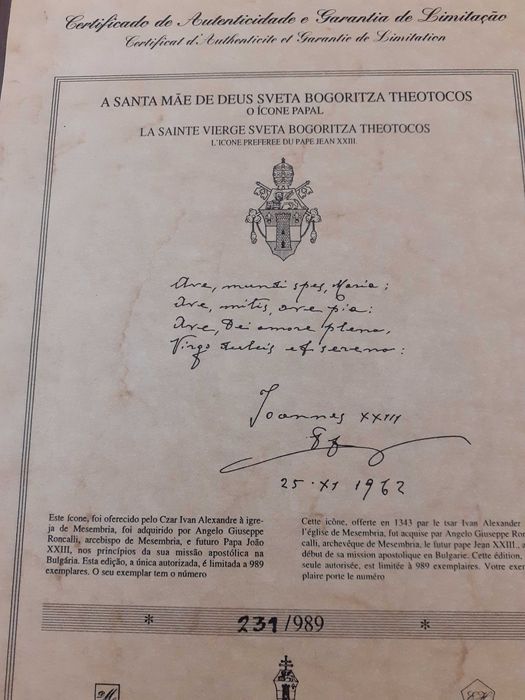 Certificado de Autenticidade e Garantia de Limitação
Certificat d'Authenticite et Garantie de Limitation
A SANTA MÃE DE DEUS SVETA BOGORITZA THEOTOCOS
O ÍCONE PAPAL
LA SAINTE VIERGE SVETA BOGORITZA THEOTOCOS
L'ICONE PREFEREE DU PAPE JEAN XXIII
Ave, mundi spes, Maria;
Ave, mitis, ave pia;
Ave, Dei amore plena,
Virgo dulcis et serena:
Joannes XXIII
25·XI 1962
Este ícone, foi oferecido pelo Czar Ivan Alexandre à igre-
ja de Mesembria, foi adquirido por Angelo Giuseppe
Roncalli, arcebispo de Mesembria, e futuro Papa João
XXIII, nos princípios da sua missão apostólica na
Bulgária. Esta edição, a única autorizada, é limitada a 989
exemplares. O seu exemplar tem o número
Cette icône, offerte en 1343 par le tsar Ivan Alexander
l'église de Mesembria, fut acquise par Angelo Giuseppe Ron
calli, archevêque de Mesembria, le futur pape Jean XXIII.,
début de sa mission apostolique en Bulgarie. Cette édition,
seule autorisée, est limitée à 989 exemplaires. Votre exem
plaire porte le numéro
* 231/989 *